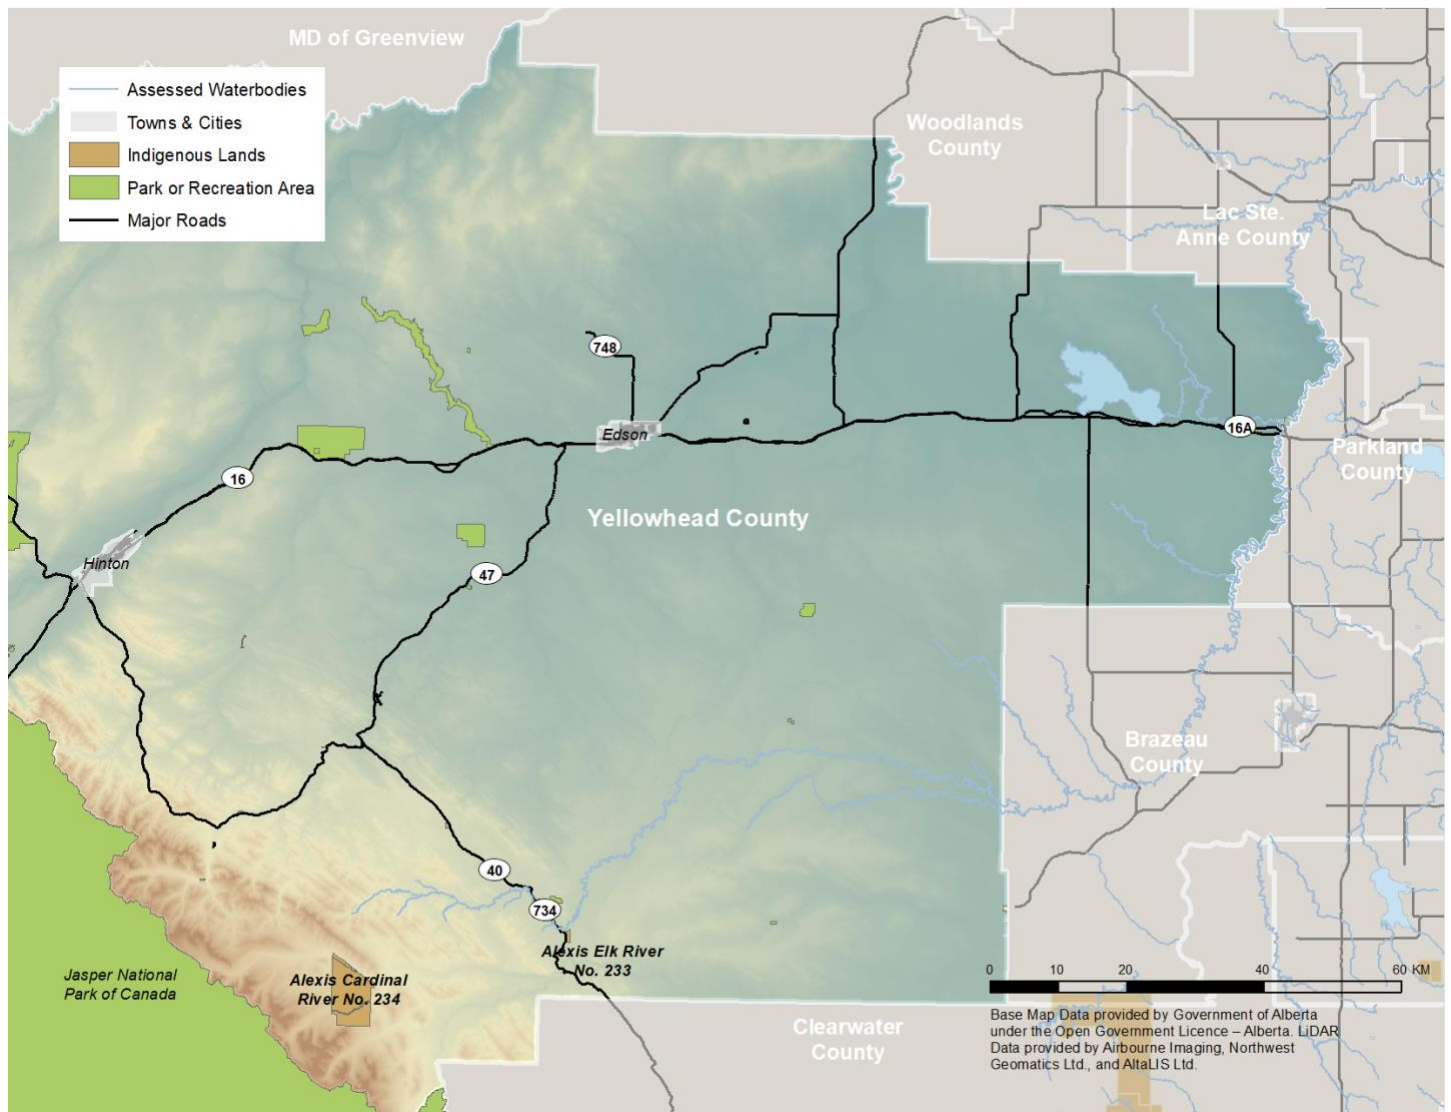 MD of Greenview
Assessed Waterbodies
Towns & Cities
Indigenous Lands
Park or Recreation Area
Major Roads
Woodlands
County
Lac Ste.
Anne County
748
Edson
16A
Parkland
County
16
Yellowhead County
Hinton
47
Brazeau
County
40
734
Alexis Elk River
No. 233
Jasper National
Park of Canada
Alexis Cardinal
River No. 234
0 10 20 40 60 KM
Base Map Data provided by Government of Alberta
under the Open Government Licence – Alberta. LiDAR
Data provided by Airbourne Imaging, Northwest
Geomatics Ltd., and AltaLIS Ltd.
Clearwater
County